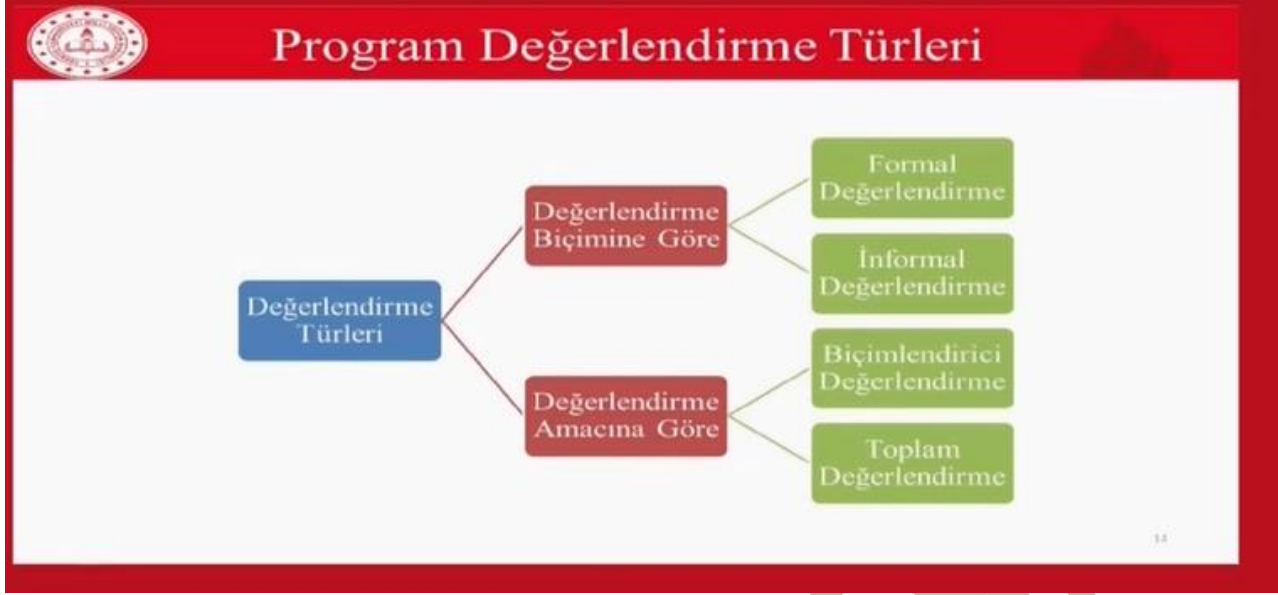 Program Değerlendirme Türleri
Formal
Değerlendirme
Değerlendirme
Biçimine Göre
İnformal
Değerlendirme
Değerlendirme
Türleri
Biçimlendirici
Değerlendirme
Değerlendirme
Amacına Göre
Toplam
Değerlendirme